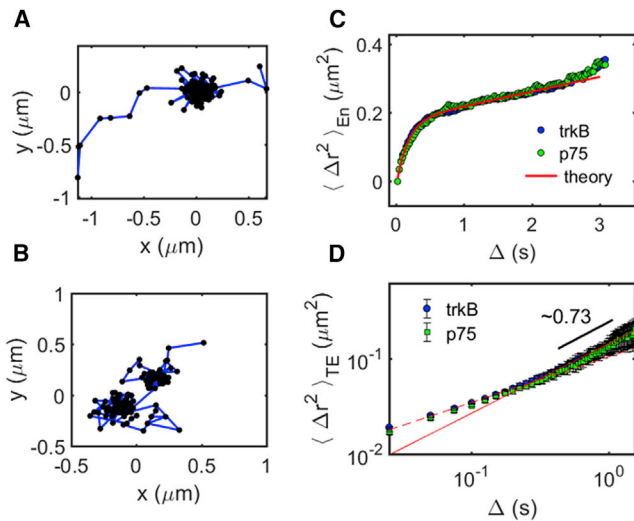 A
y (μm)
0
-0.5
-1
-1 -0.5 0 0.5
x (μm)
B
y (μm)
1
0.5
0
-0.5
-0.5 0 0.5 1
x (μm)
C
⟨ Δr² ⟩En (μm²)
0.4
0.2
0
trkB
p75
theory
0 1 2 3
Δ (s)
D
⟨ Δr² ⟩TE (μm²)
trkB
p75
~0.73
10-1
10-2
10-1 100
Δ (s)